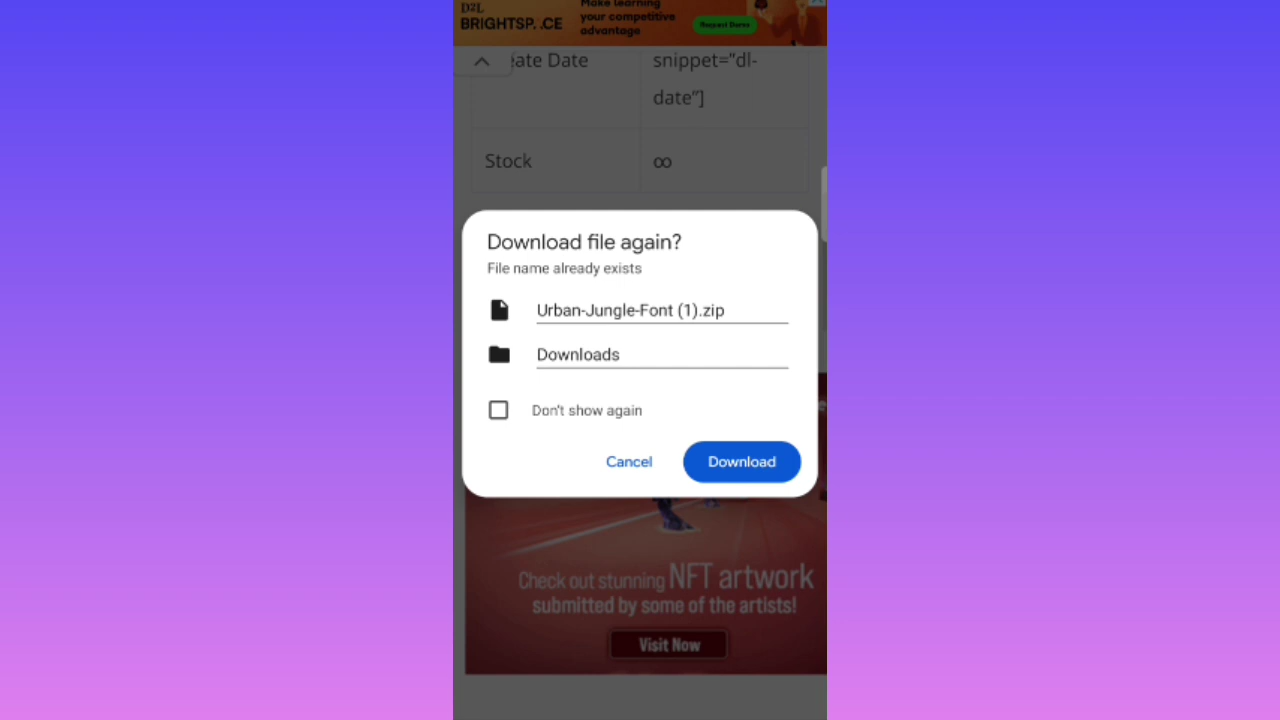 D2L
BRIGHTSP. .CE
Make learning
your competitive
advantage
Request Demo
ate Date
snippet="dl-
date"]
Stock
∞
Download file again?
File name already exists
Urban-Jungle-Font (1).zip
Downloads
Don't show again
Cancel
Download
Check out stunning NFT artwork
submitted by some of the artists!
Visit Now